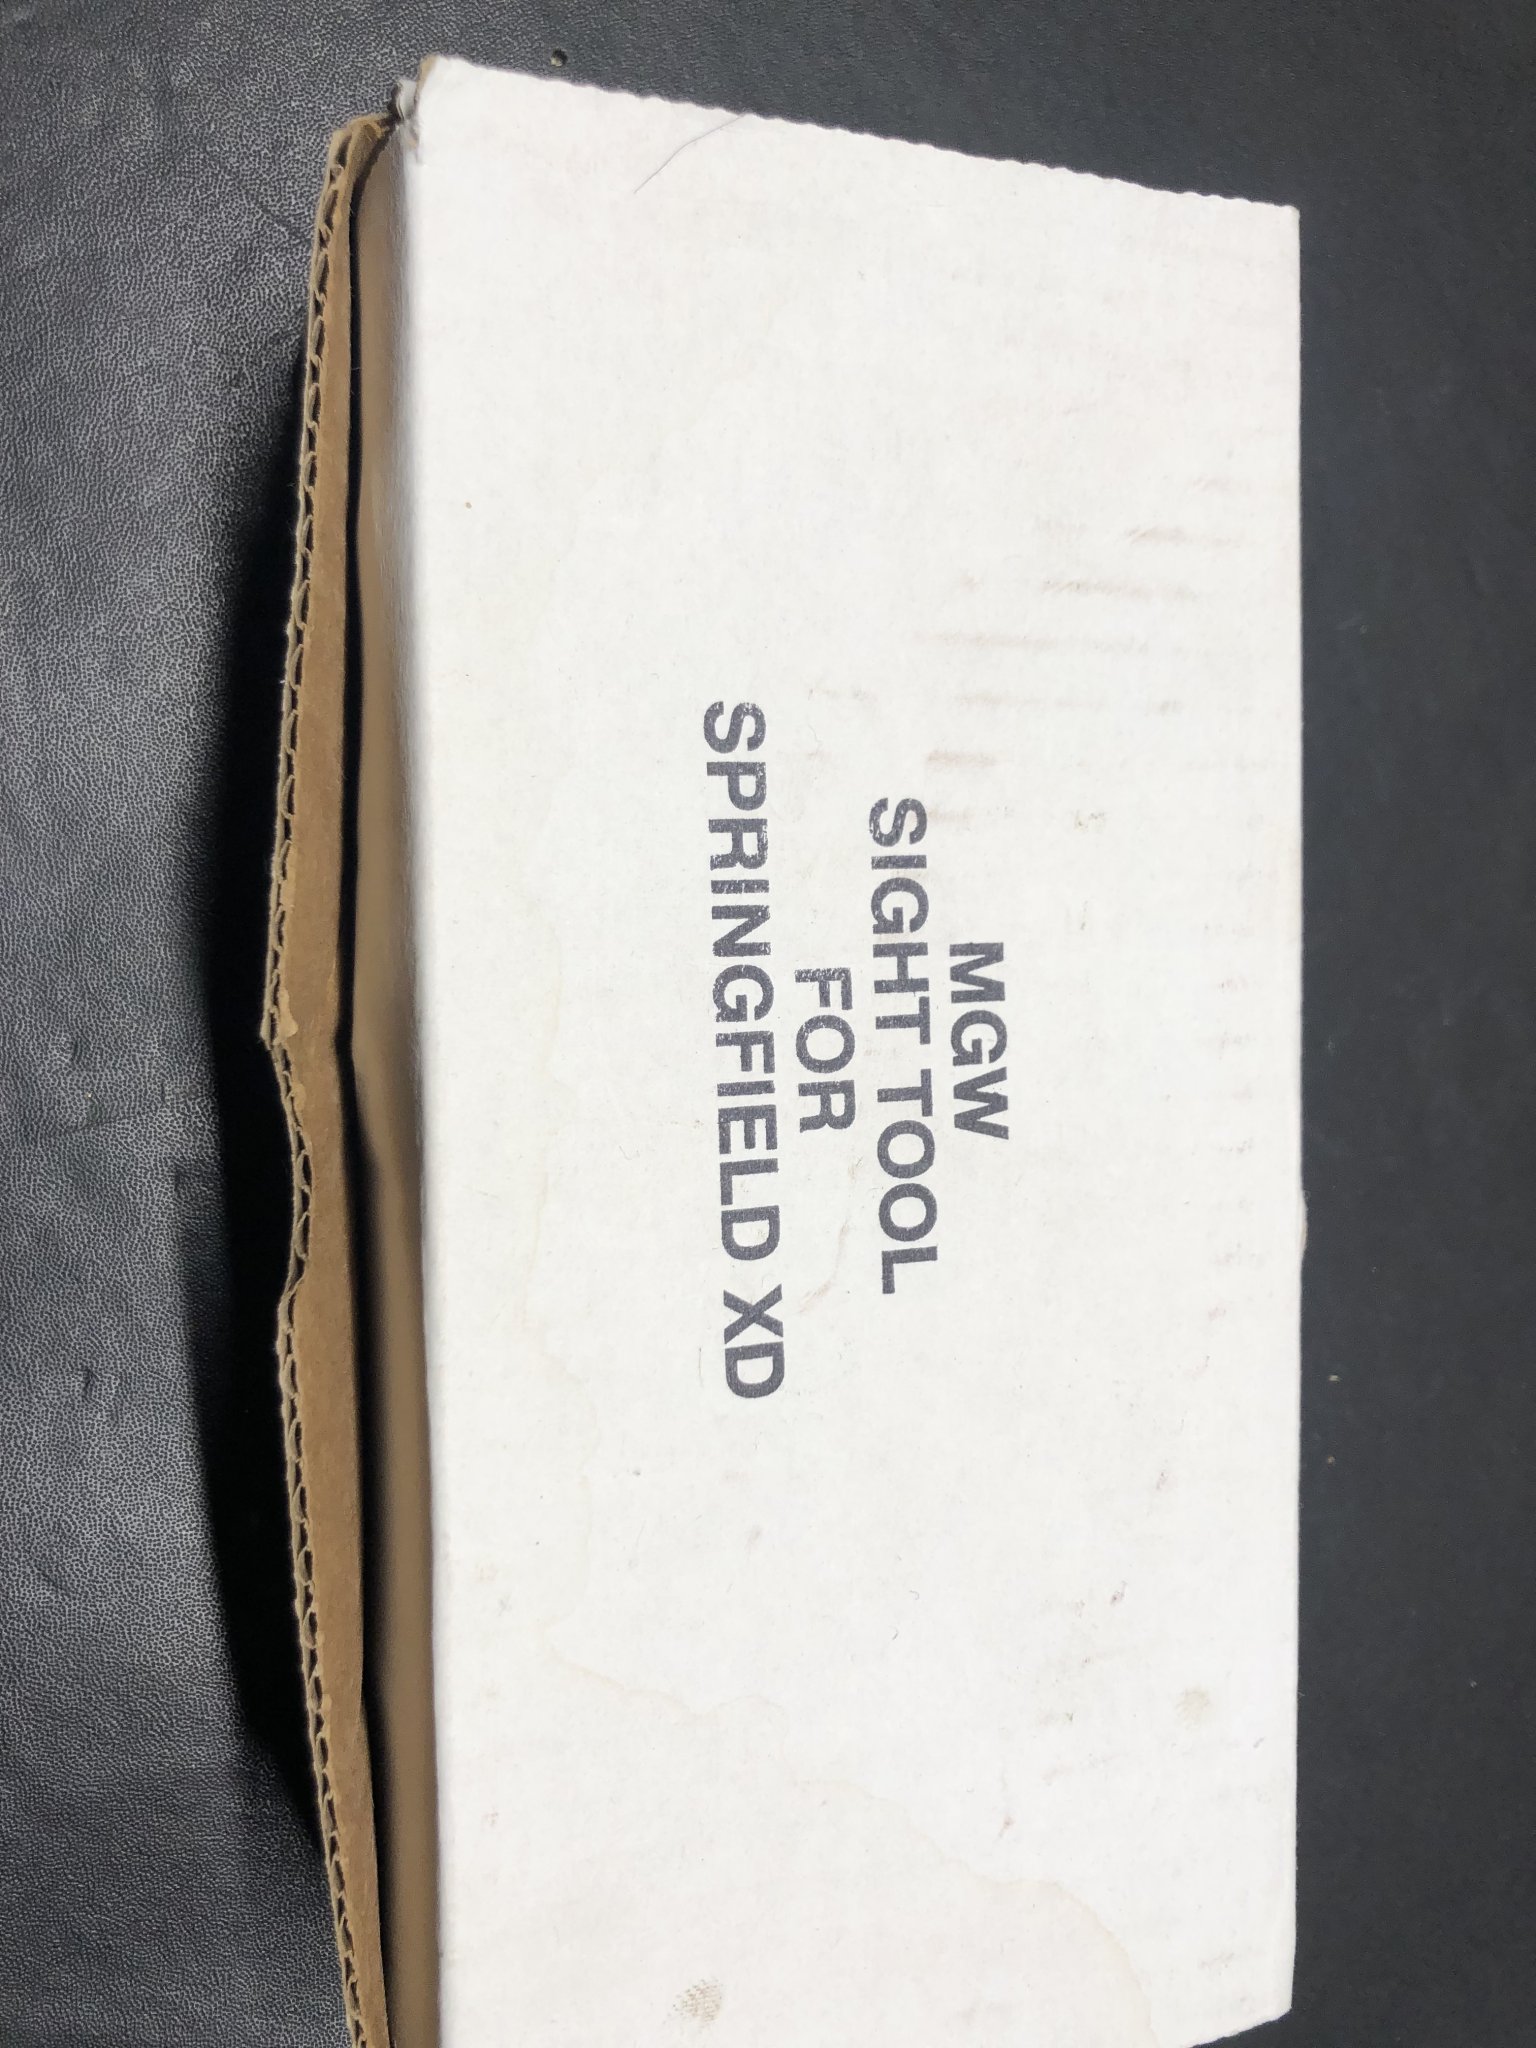 MGW
SIGHT TOOL
FOR
SPRINGFIELD XD